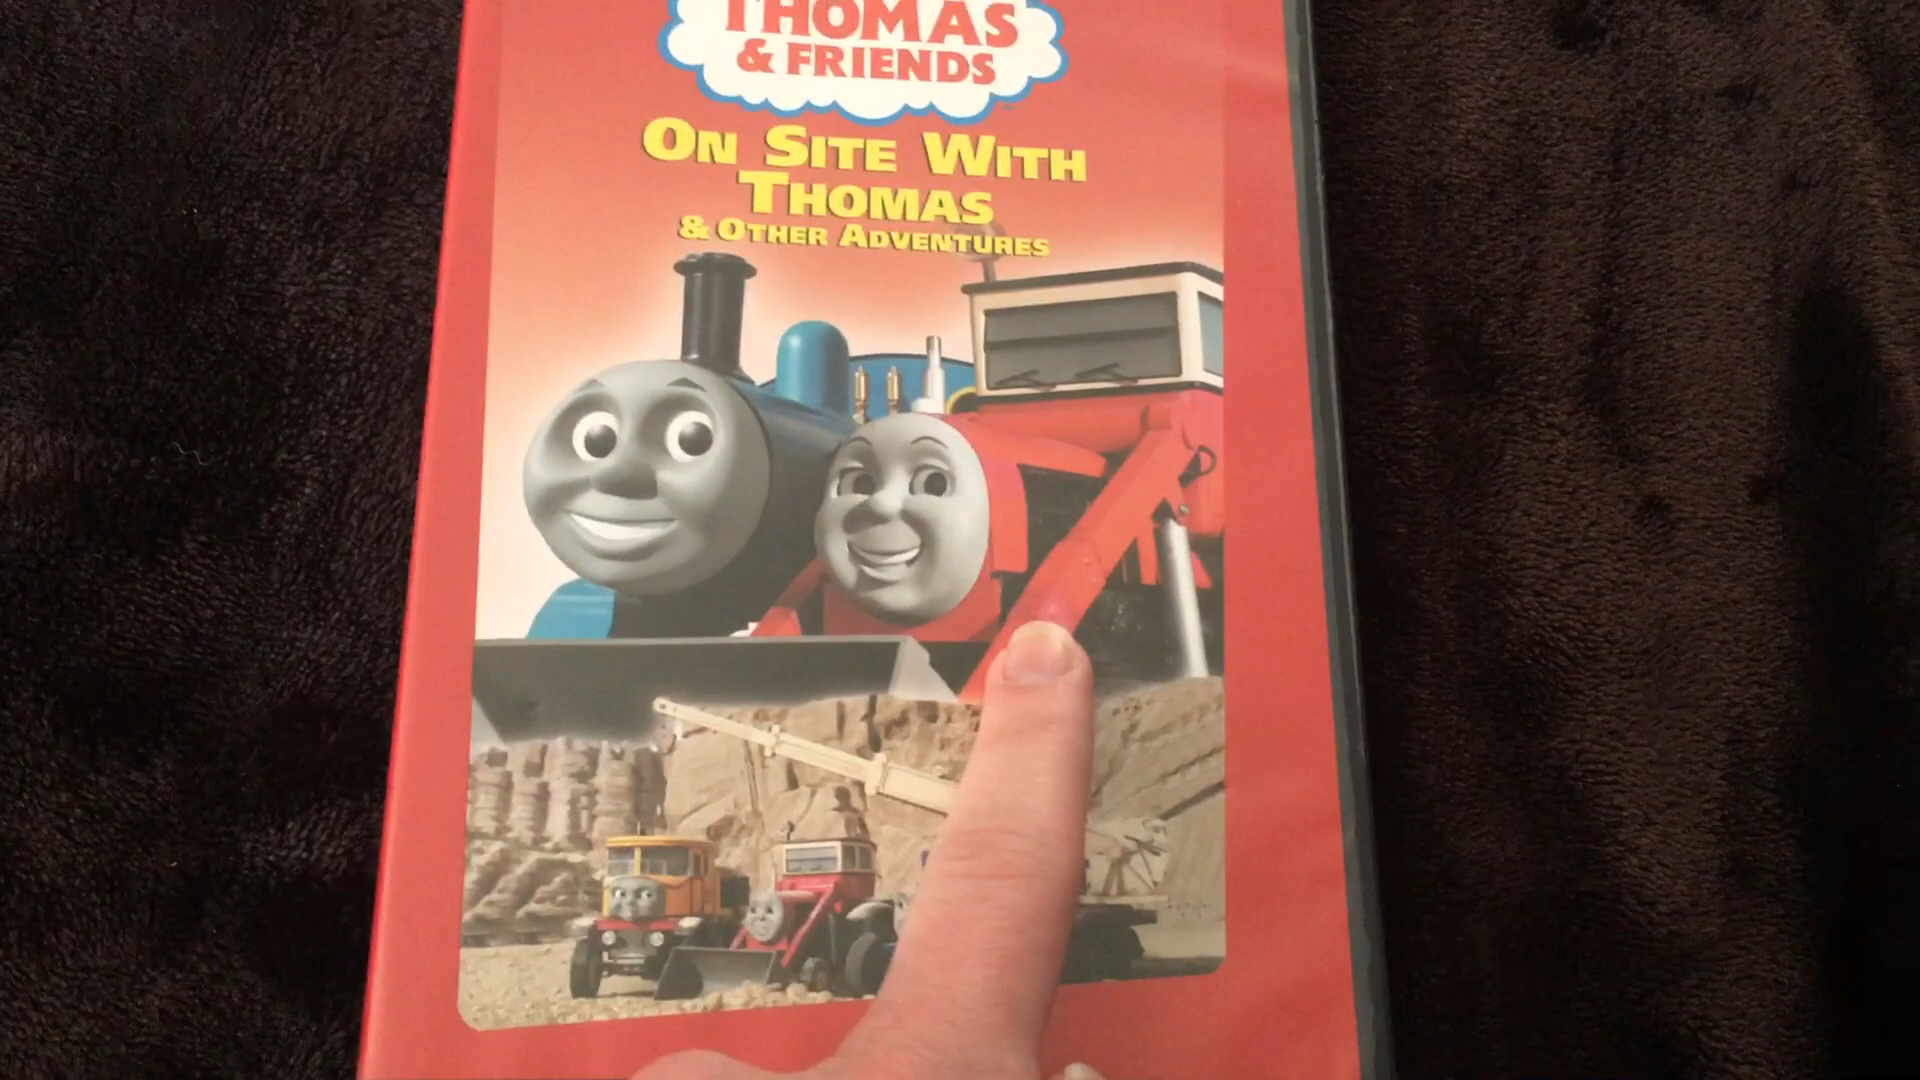 THOMAS
& FRIENDS
ON SITE WITH
THOMAS
& OTHER ADVENTURES